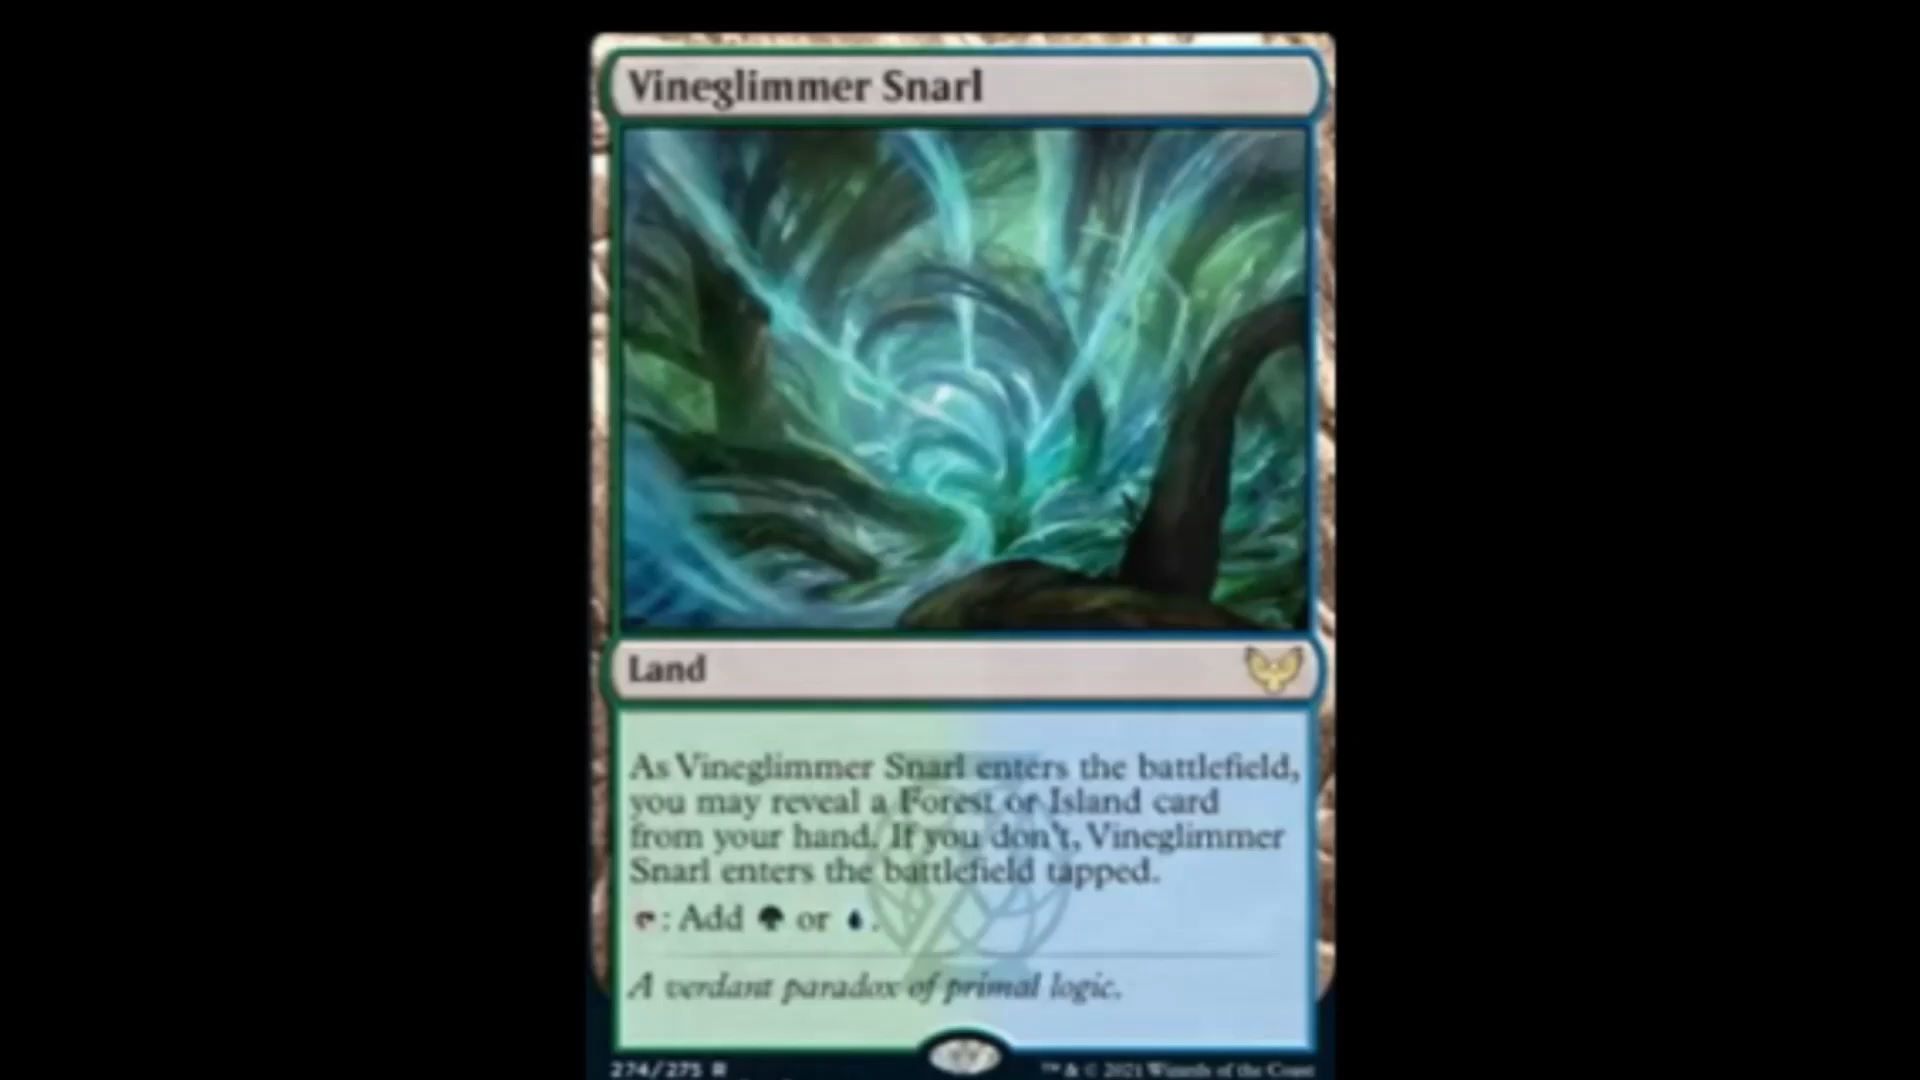 Vineglimmer Snarl
Land
As Vineglimmer Snarl enters the battlefield,
you may reveal a Forest or Island card
from your hand. If you don't, Vineglimmer
Snarl enters the battlefield tapped.
: Add or .
A verdant paradox of primal logic.
274/275 R
™ & © 2021 Wizards of the Coast